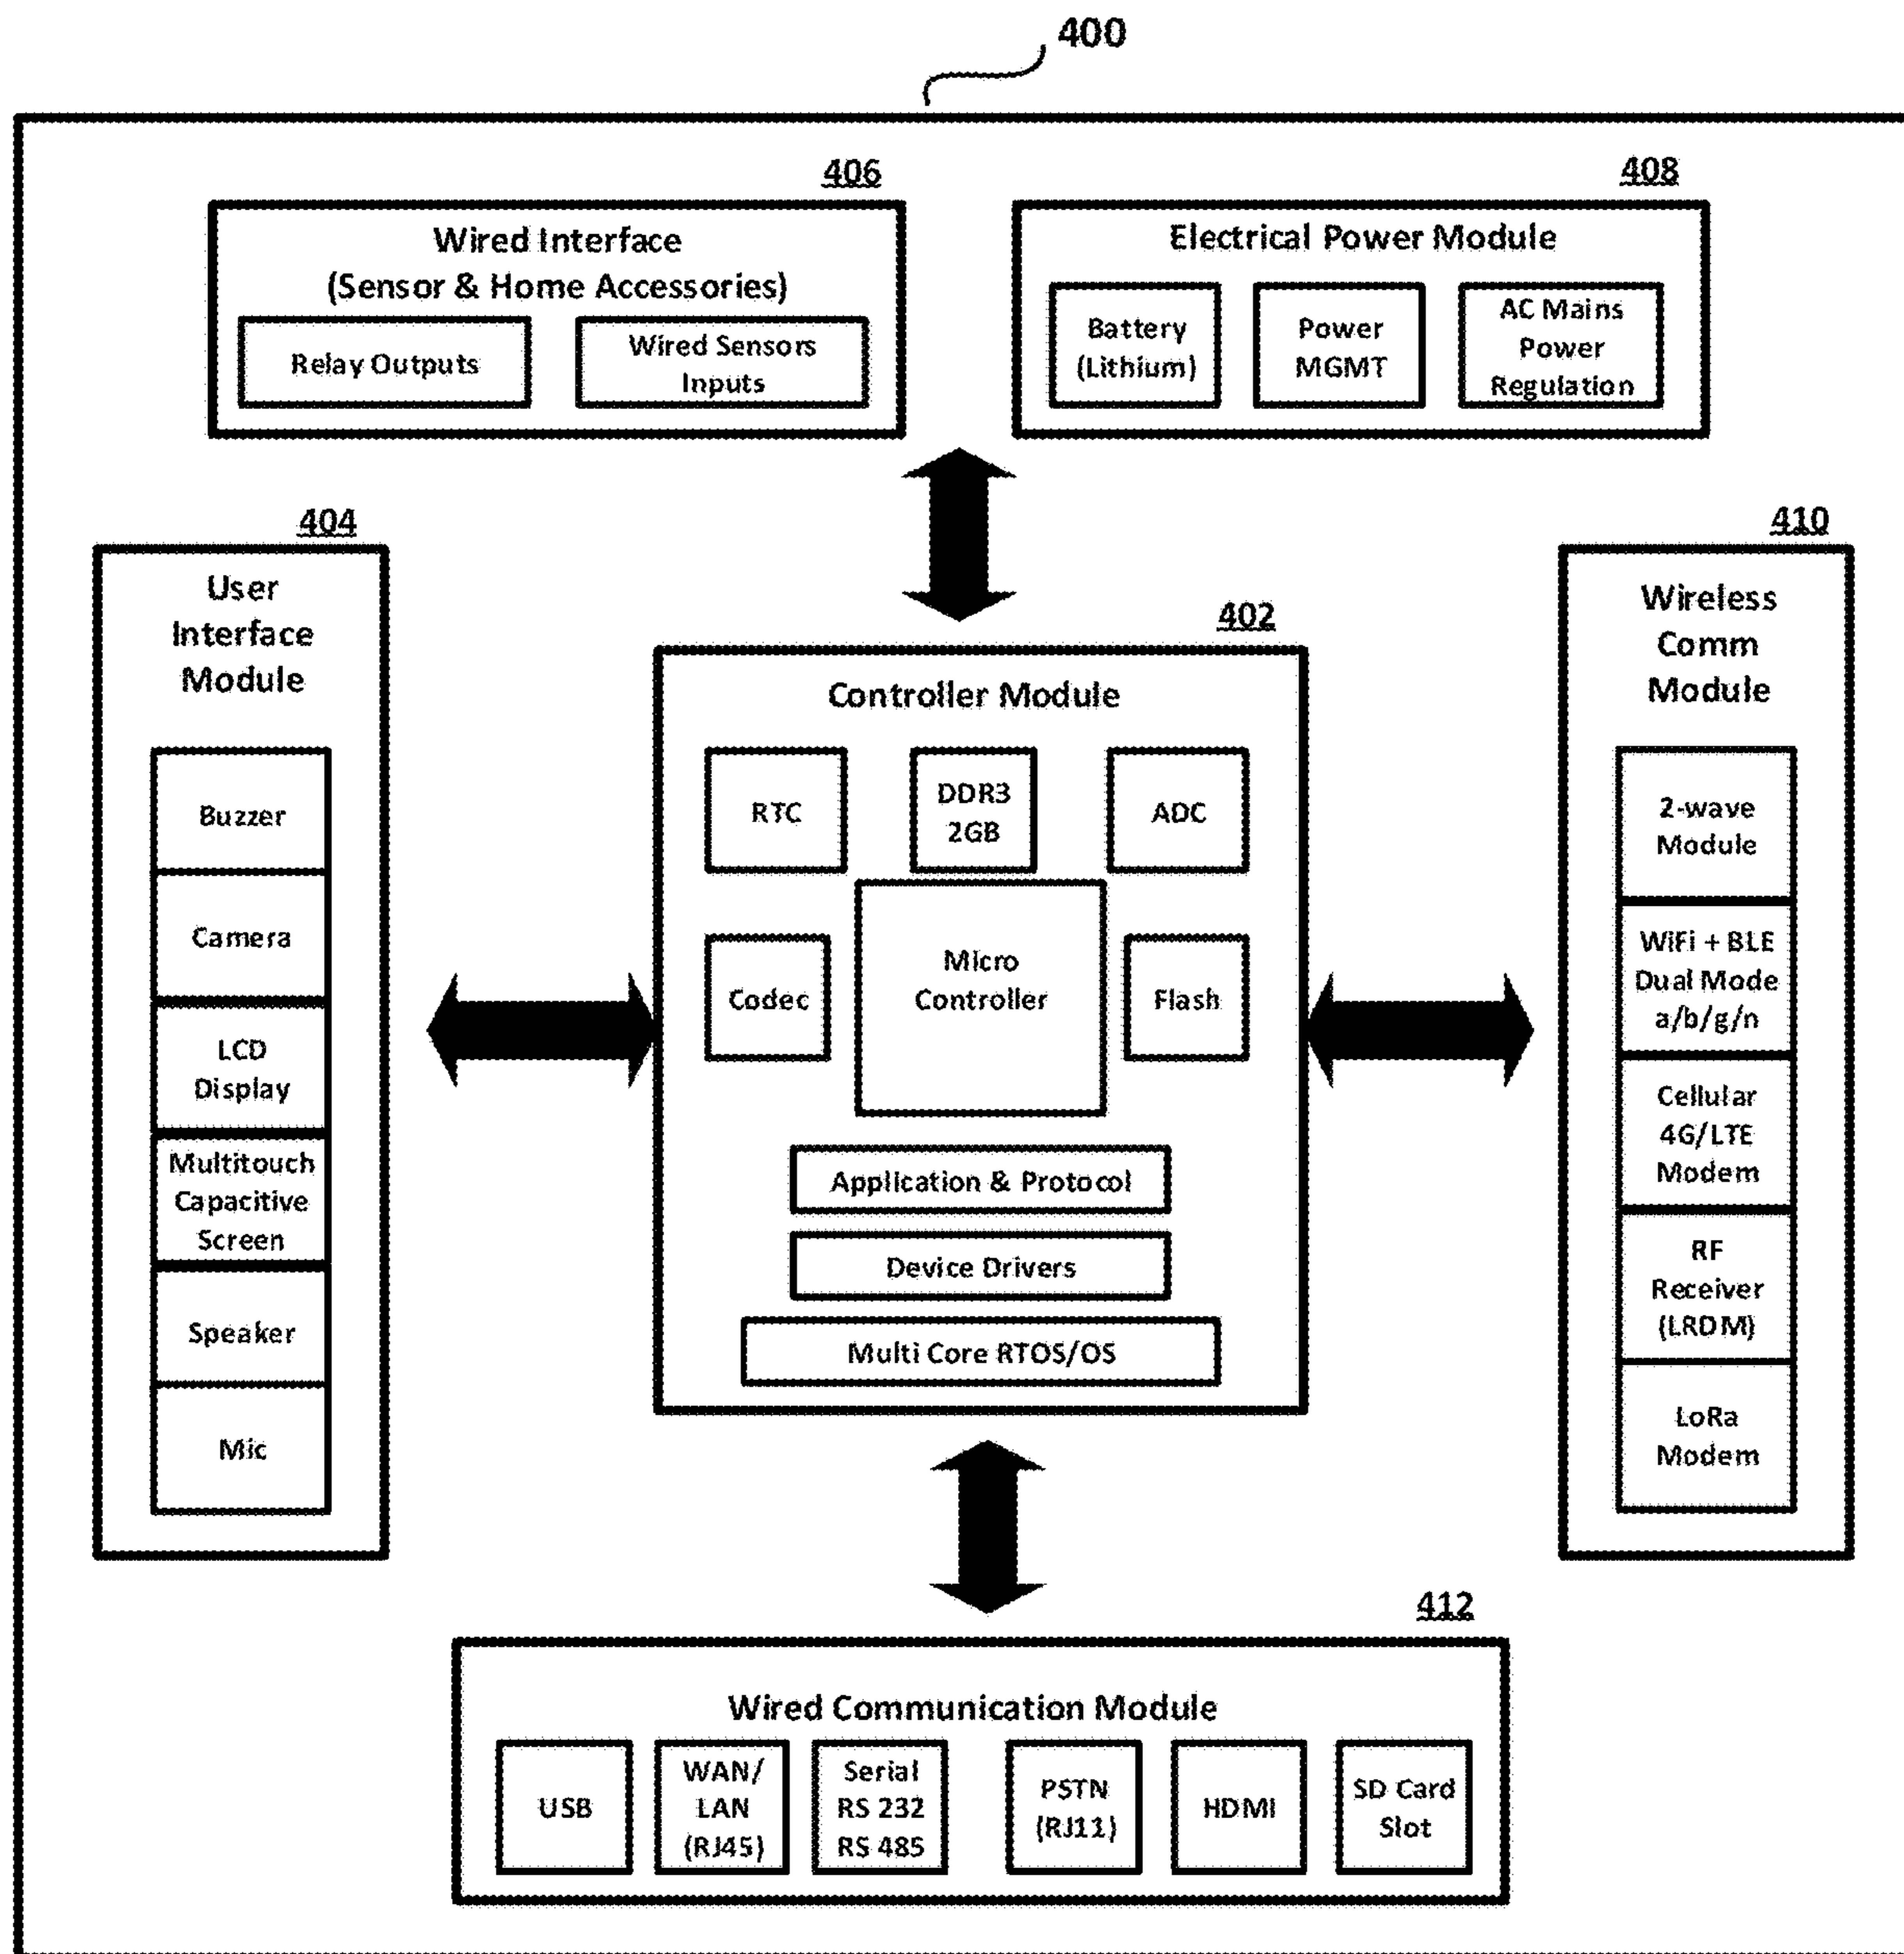 400
406
Wired Interface
(Sensor & Home Accessories)
Relay Outputs
Wired Sensors
Inputs
408
Electrical Power Module
Battery
(Lithium)
Power
MGMT
AC Mains
Power
Regulation
404
User
Interface
Module
Buzzer
Camera
LCD
Display
Multitouch
Capacitive
Screen
Speaker
Mic
402
Controller Module
RTC
DDR3
2GB
ADC
Codec
Micro
Controller
Flash
Application & Protocol
Device Drivers
Multi Core RTOS/OS
410
Wireless
Comm
Module
2-wave
Module
WiFi + BLE
Dual Mode
a/b/g/n
Cellular
4G/LTE
Modem
RF
Receiver
(LRDM)
LoRa
Modem
412
Wired Communication Module
USB
WAN/
LAN
(RJ45)
Serial
RS 232
RS 485
PSTN
(RJ11)
HDMI
SD Card
Slot